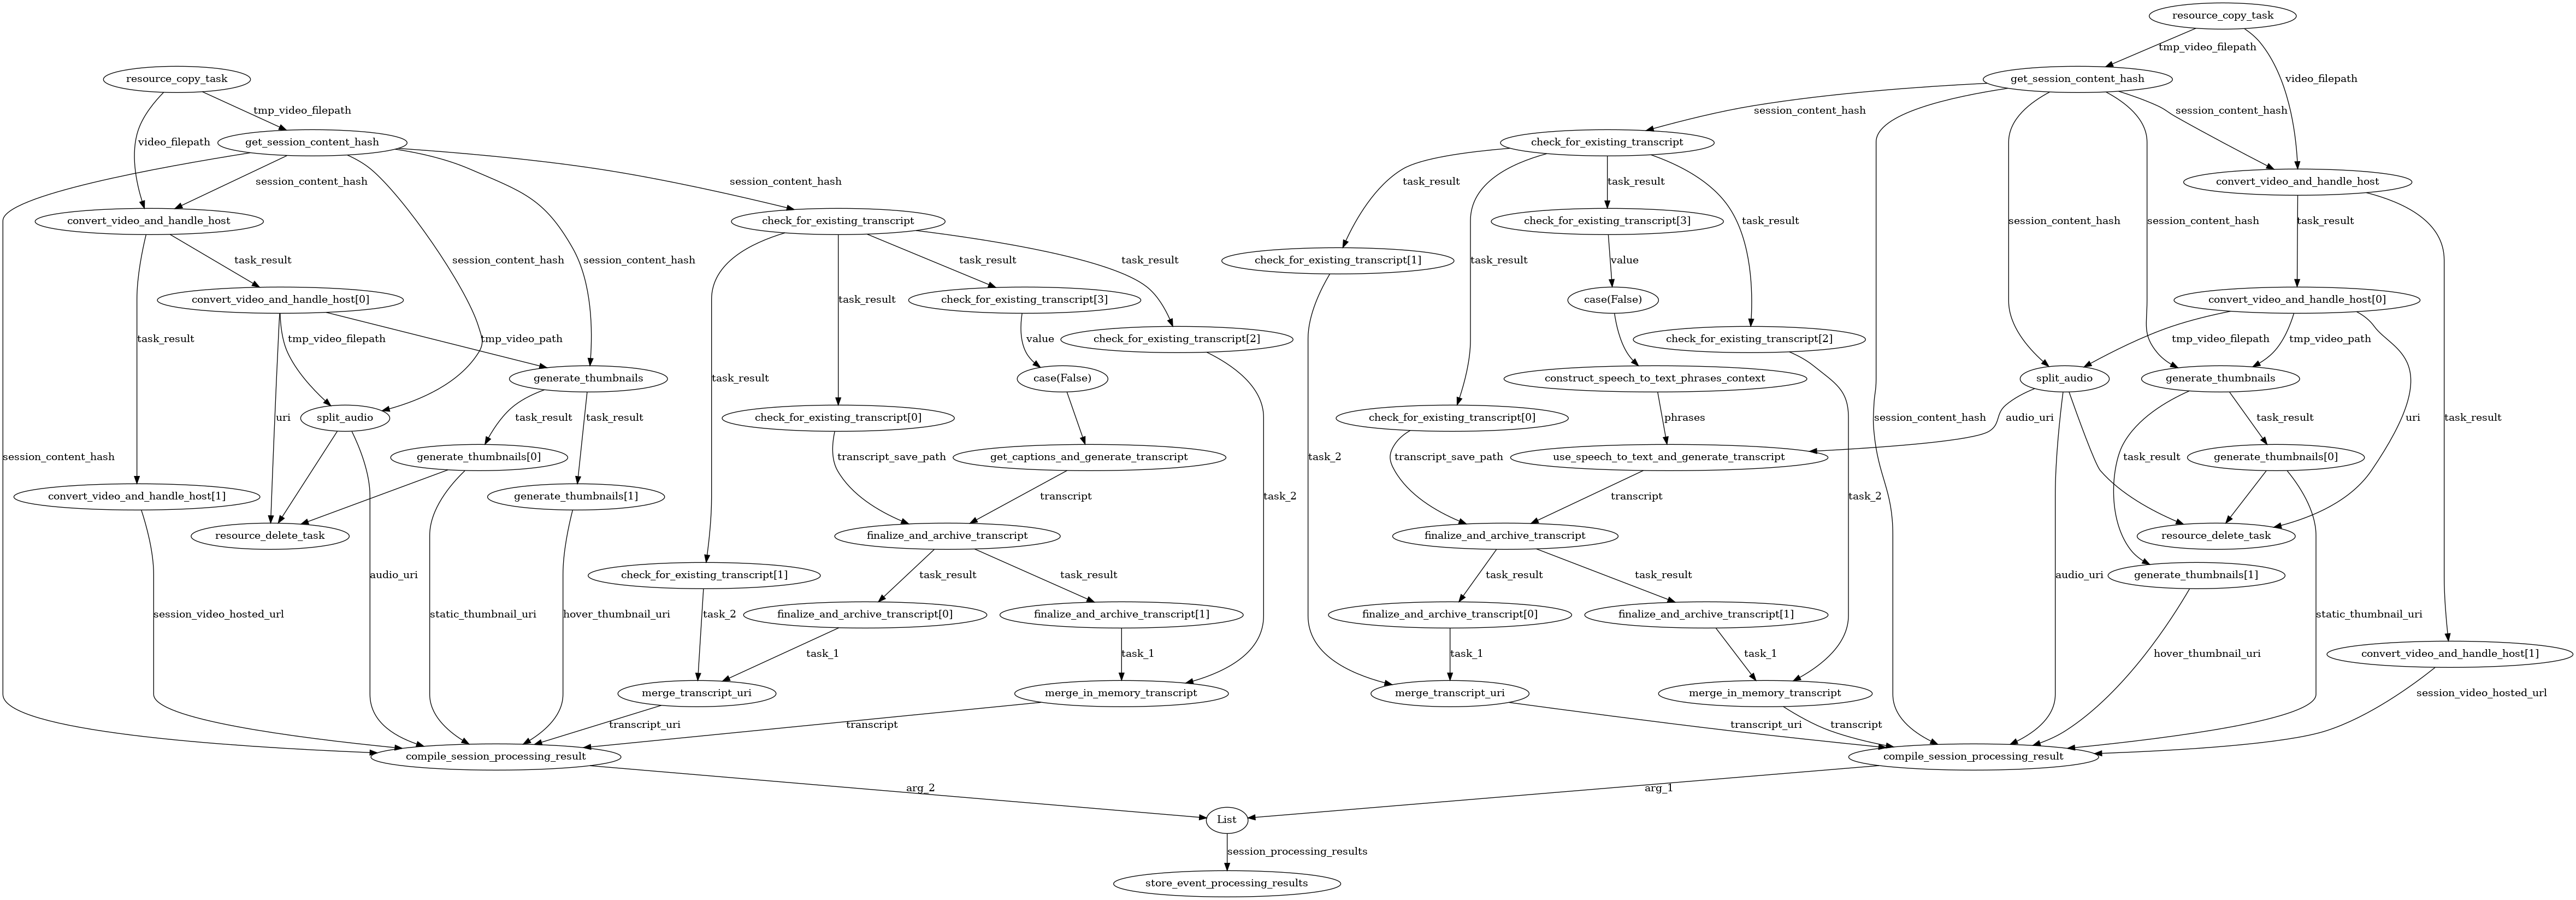 resource_copy_task
tmp_video_filepath
resource_copy_task
get_session_content_hash
video_filepath
tmp_video_filepath
session_content_hash
session_content_hash
video_filepath
get_session_content_hash
check_for_existing_transcript
session_content_hash
session_content_hash
task_result
task_result
convert_video_and_handle_host
convert_video_and_handle_host
check_for_existing_transcript
check_for_existing_transcript[3]
task_result
session_content_hash
session_content_hash
task_result
task_result
session_content_hash
session_content_hash
task_result
task_result
check_for_existing_transcript[1]
value
task_result
convert_video_and_handle_host[0]
task_result
check_for_existing_transcript[3]
case(False)
convert_video_and_handle_host[0]
task_result
tmp_video_filepath
tmp_video_path
value
check_for_existing_transcript[2]
check_for_existing_transcript[2]
tmp_video_filepath
tmp_video_path
generate_thumbnails
task_result
case(False)
construct_speech_to_text_phrases_context
split_audio
generate_thumbnails
uri
split_audio
task_result
task_result
check_for_existing_transcript[0]
check_for_existing_transcript[0]
phrases
session_content_hash
audio_uri
task_result
uri
task_result
session_content_hash
generate_thumbnails[0]
transcript_save_path
get_captions_and_generate_transcript
task_2
transcript_save_path
use_speech_to_text_and_generate_transcript
task_result
generate_thumbnails[0]
convert_video_and_handle_host[1]
generate_thumbnails[1]
transcript
task_2
transcript
task_2
resource_delete_task
finalize_and_archive_transcript
finalize_and_archive_transcript
resource_delete_task
audio_uri
check_for_existing_transcript[1]
task_result
task_result
task_result
task_result
audio_uri
generate_thumbnails[1]
session_video_hosted_url
static_thumbnail_uri
hover_thumbnail_uri
task_2
finalize_and_archive_transcript[0]
finalize_and_archive_transcript[1]
finalize_and_archive_transcript[0]
finalize_and_archive_transcript[1]
static_thumbnail_uri
task_1
task_1
task_1
task_1
hover_thumbnail_uri
convert_video_and_handle_host[1]
merge_transcript_uri
merge_in_memory_transcript
merge_transcript_uri
merge_in_memory_transcript
session_video_hosted_url
transcript_uri
transcript
transcript_uri
transcript
compile_session_processing_result
compile_session_processing_result
arg_2
arg_1
List
session_processing_results
store_event_processing_results